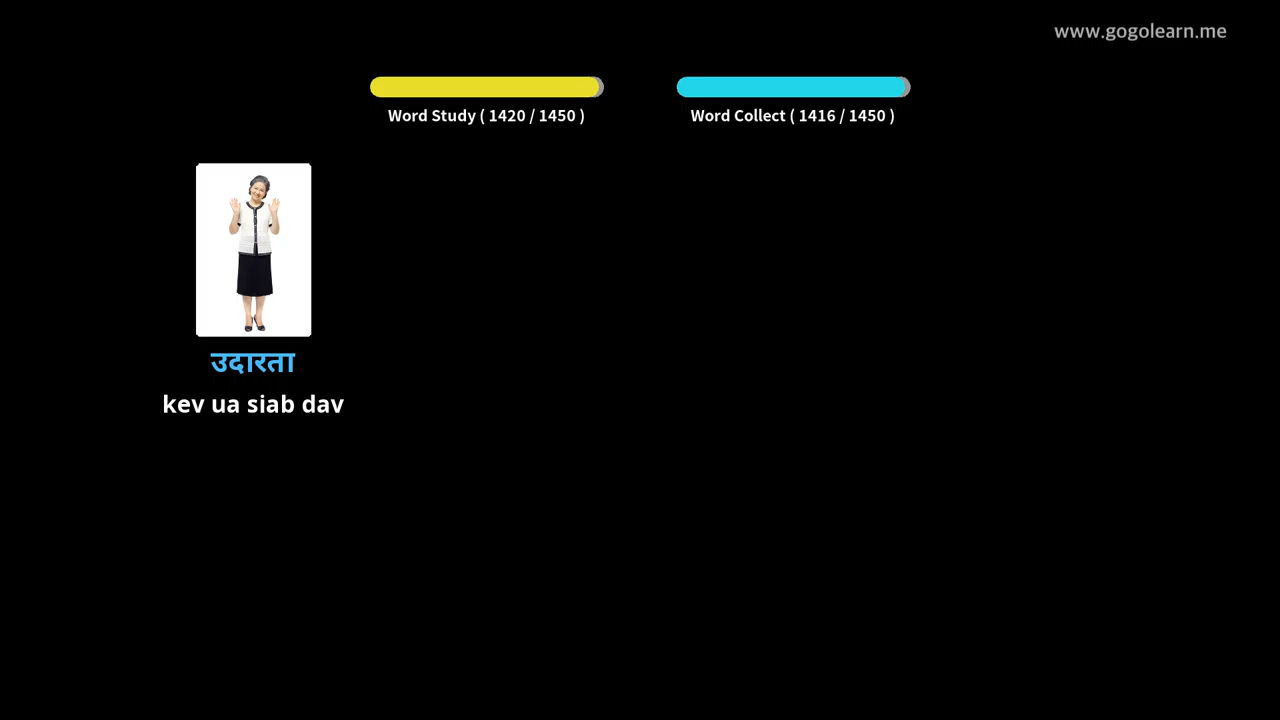 www.gogolearn.me
Word Study ( 1420 / 1450 )
Word Collect ( 1416 / 1450 )
उदारता
kev ua siab dav